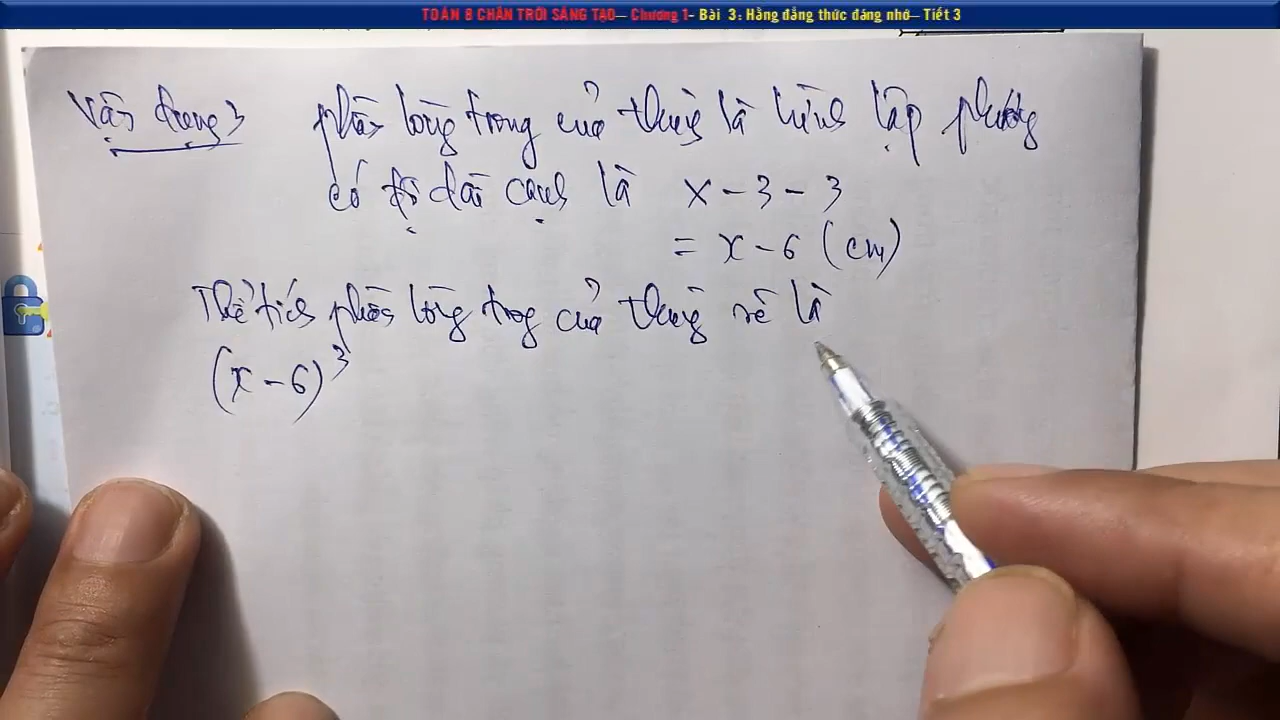 TOÁN 8 CHÂN TRỜI SÁNG TẠO– Chương 1- Bài 3: Hằng đẳng thức đáng nhớ– Tiết 3
Vận dụng 3 phần lòng trong của thùng là hình lập phương
có độ dài cạnh là x - 3 - 3
= x - 6 (cm)
Thể tích phần lòng trong của thùng sẽ là
(x - 6)³